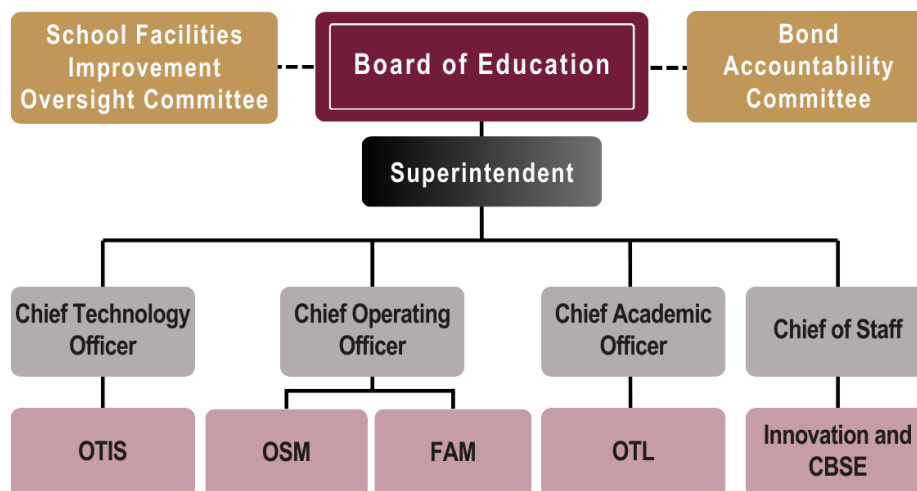 School Facilities
Improvement
Oversight Committee
Board of Education
Bond
Accountability
Committee
Superintendent
Chief Technology
Officer
Chief Operating
Officer
Chief Academic
Officer
Chief of Staff
OTIS
OSM
FAM
OTL
Innovation and
CBSE